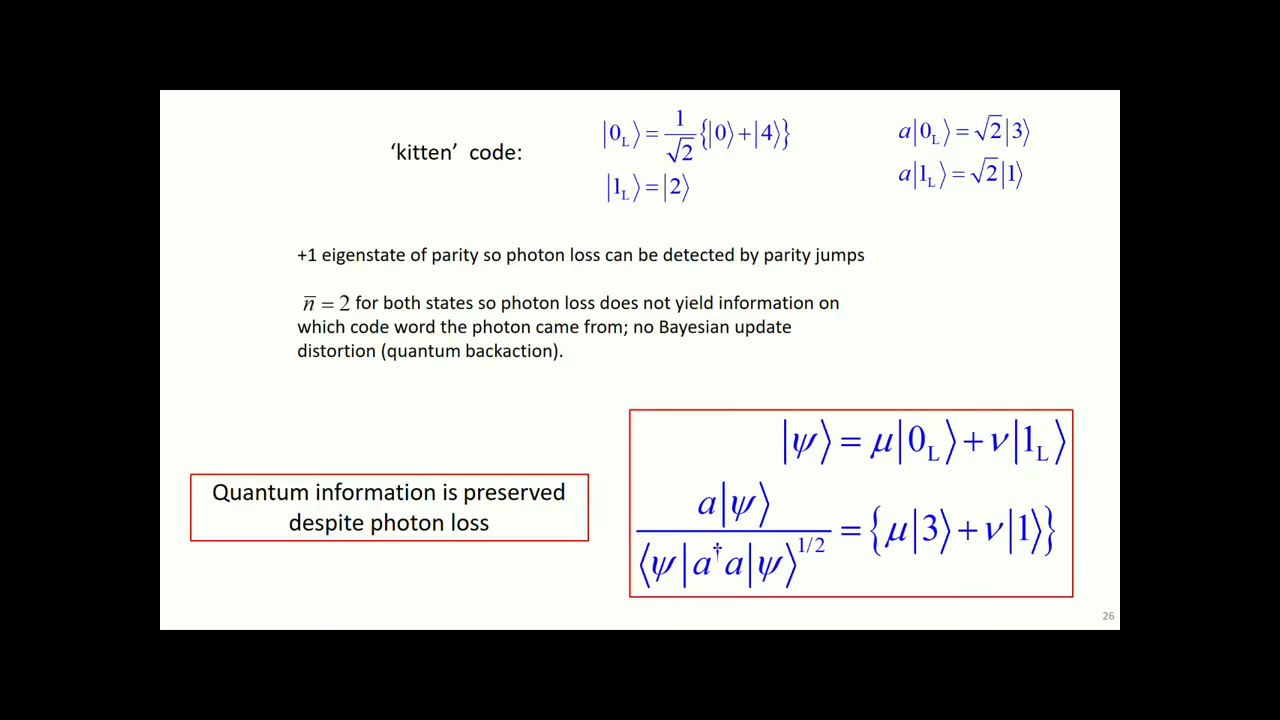 ‘kitten’ code:
|0_L⟩ = 1/√2 {|0⟩ + |4⟩}
|1_L⟩ = |2⟩
a|0_L⟩ = √2 |3⟩
a|1_L⟩ = √2 |1⟩
+1 eigenstate of parity so photon loss can be detected by parity jumps
n̅ = 2 for both states so photon loss does not yield information on
which code word the photon came from; no Bayesian update
distortion (quantum backaction).
Quantum information is preserved
despite photon loss
|ψ⟩ = μ|0_L⟩ + ν|1_L⟩
a|ψ⟩ / ⟨ψ|a†a|ψ⟩^1/2 = {μ|3⟩ + ν|1⟩}
26